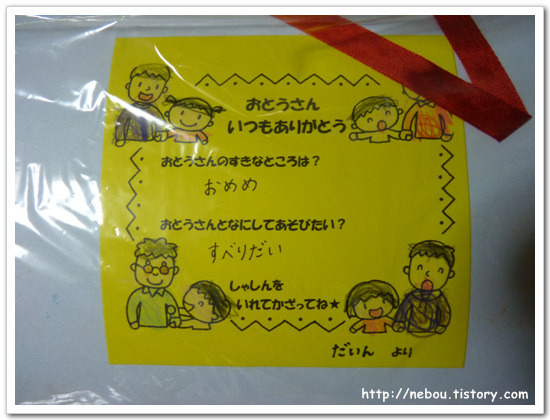 おとうさん
いつもありがとう
おとうさんのすきなところは？
おめめ
おとうさんとなにしてあそびたい？
すべりだい
しゃしんを
いれてかざってね★
だいん より
http://nebou.tistory.com/